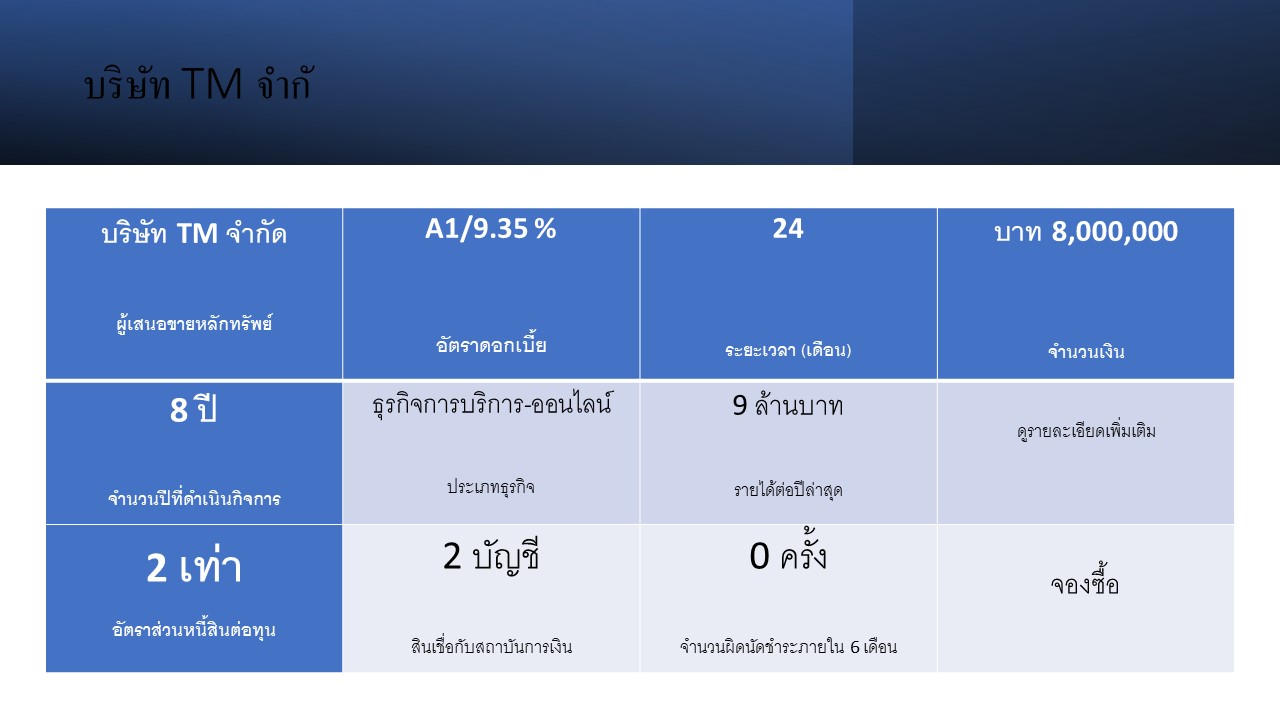 บริษัท TM จำกั
บริษัท TM จำกัด
ผู้เสนอขายหลักทรัพย์
A1/9.35 %
อัตราดอกเบี้ย
24
ระยะเวลา (เดือน)
บาท 8,000,000
จำนวนเงิน
8 ปี
จำนวนปีที่ดำเนินกิจการ
ธุรกิจการบริการ-ออนไลน์
ประเภทธุรกิจ
9 ล้านบาท
รายได้ต่อปีล่าสุด
ดูรายละเอียดเพิ่มเติม
2 เท่า
อัตราส่วนหนี้สินต่อทุน
2 บัญชี
สินเชื่อกับสถาบันการเงิน
0 ครั้ง
จำนวนผิดนัดชำระภายใน 6 เดือน
จองซื้อ